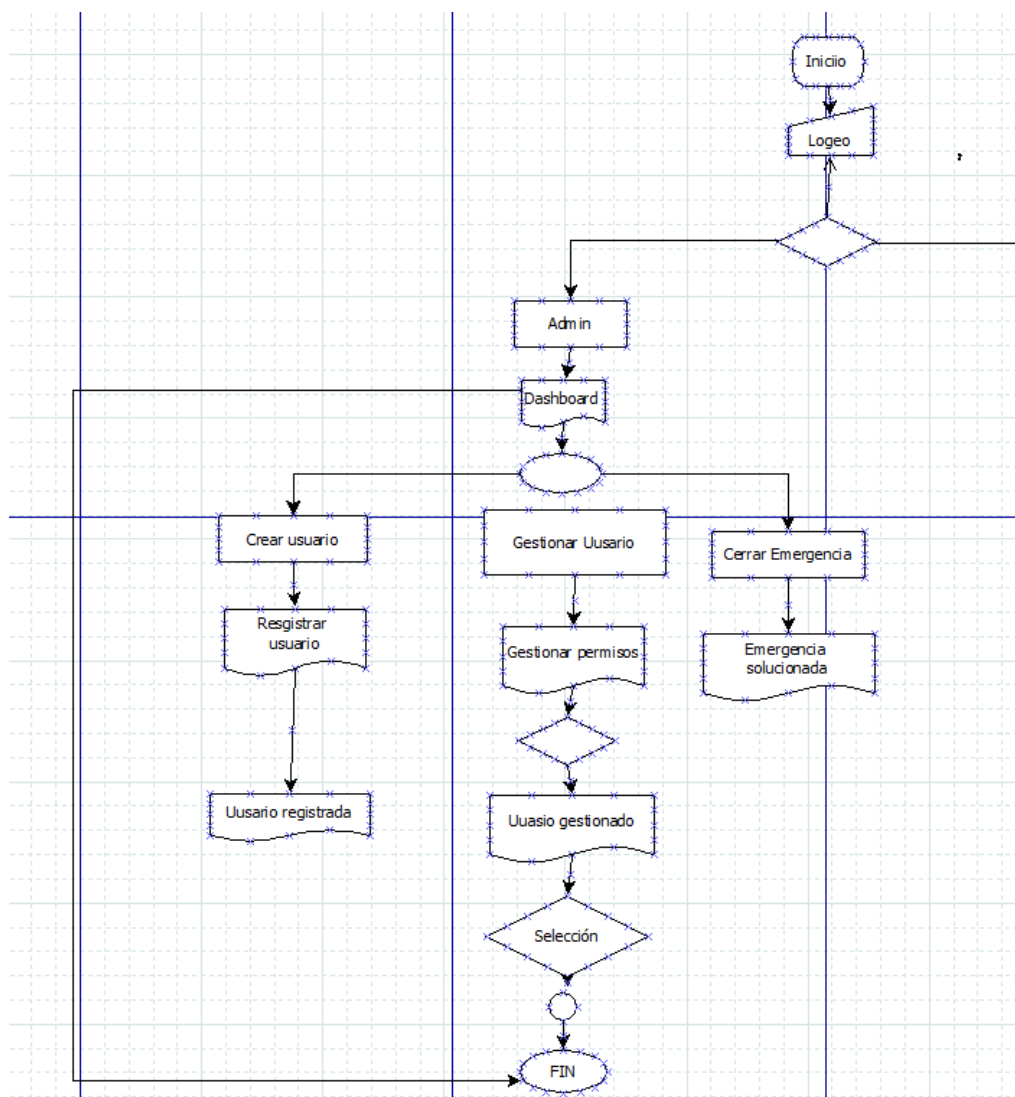 Iniciio
Logeo
Admin
Dashboard
Crear usuario
Gestionar Uusario
Cerrar Emergencia
Resgistrar
usuario
Gestionar permisos
Emergencia
solucionada
Uusario registrada
Uuasio gestionado
Selección
FIN